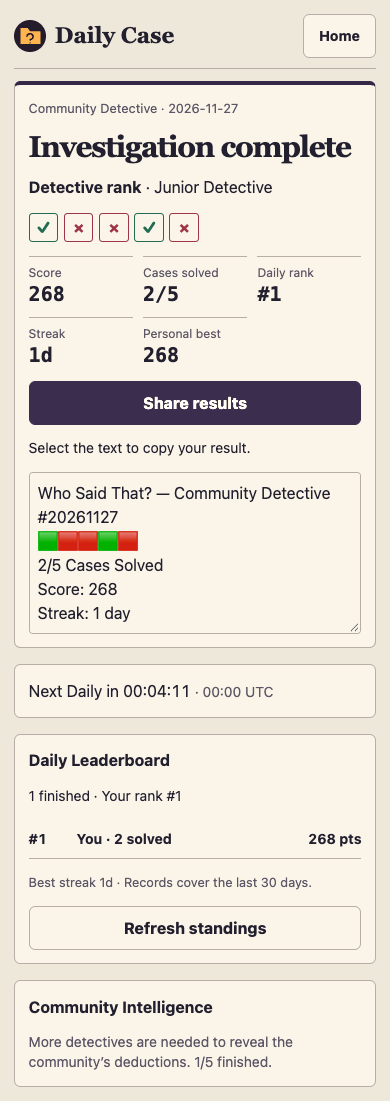 Daily Case
Home
Community Detective · 2026-11-27
Investigation complete
Detective rank · Junior Detective
Score
268
Cases solved
2/5
Daily rank
#1
Streak
1d
Personal best
268
Share results
Select the text to copy your result.
Who Said That? — Community Detective
#20261127
🟩🟥🟥🟩🟥
2/5 Cases Solved
Score: 268
Streak: 1 day
Next Daily in 00:04:11 · 00:00 UTC
Daily Leaderboard
1 finished · Your rank #1
#1 You · 2 solved 268 pts
Best streak 1d · Records cover the last 30 days.
Refresh standings
Community Intelligence
More detectives are needed to reveal the
community’s deductions. 1/5 finished.